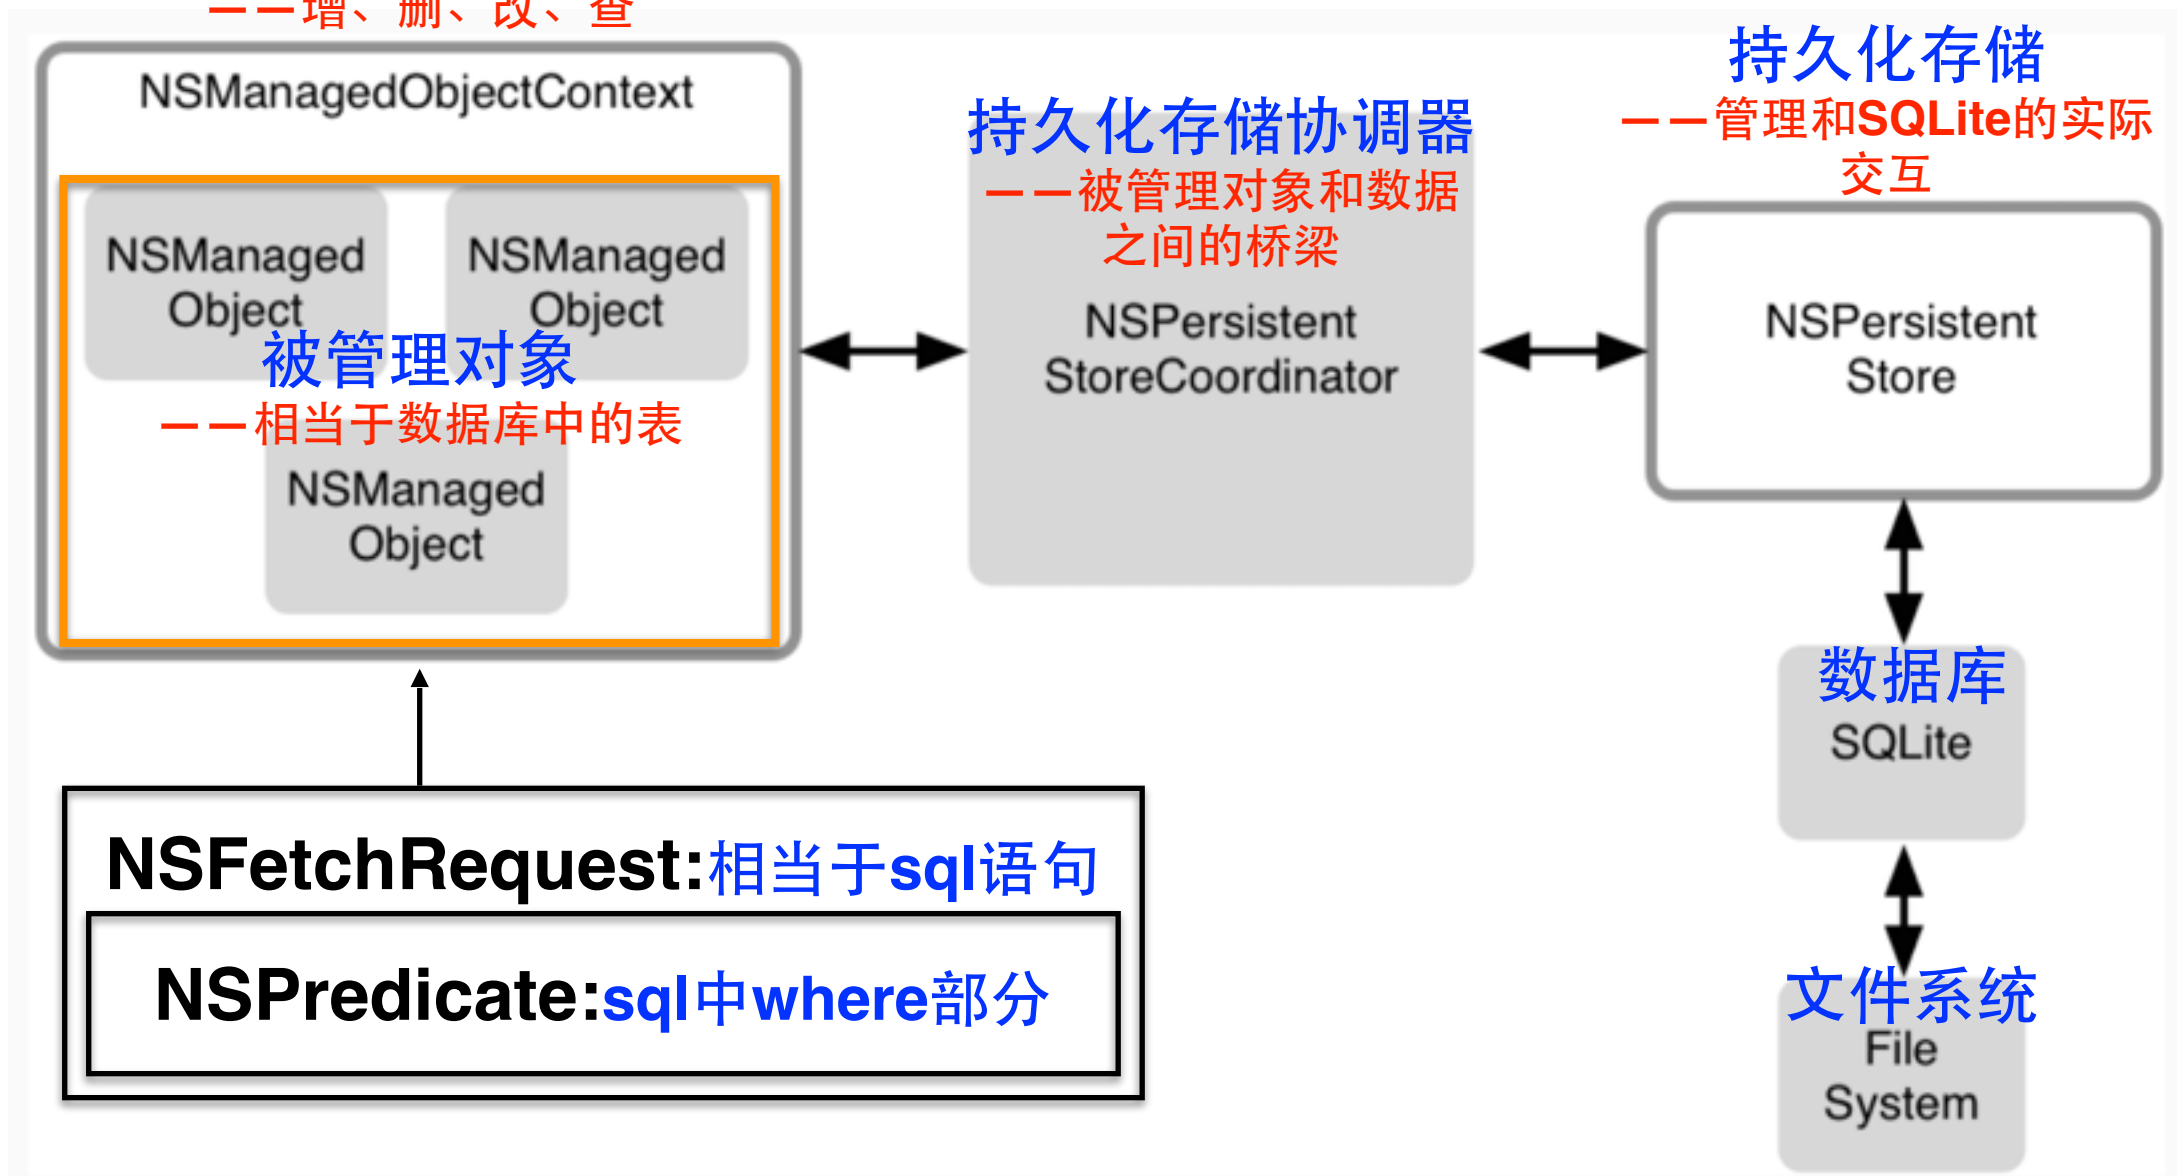 ——增、删、改、查
NSManagedObjectContext
NSManaged
Object
NSManaged
Object
被管理对象
——相当于数据库中的表
NSManaged
Object
持久化存储协调器
——被管理对象和数据
之间的桥梁
NSPersistent
StoreCoordinator
持久化存储
——管理和SQLite的实际
交互
NSPersistent
Store
数据库
SQLite
文件系统
File
System
NSFetchRequest:相当于sql语句
NSPredicate:sql中where部分